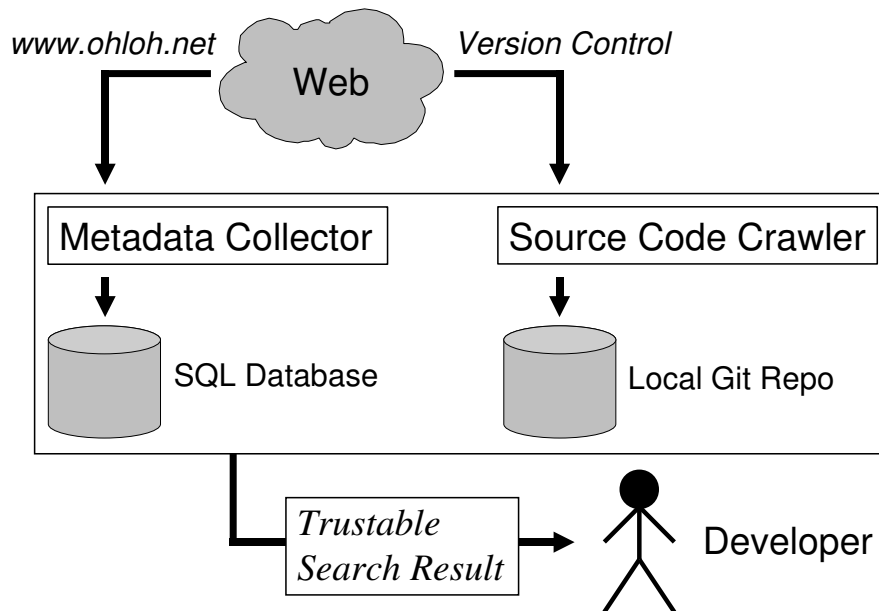 www.ohloh.net
Version Control
Web
Metadata Collector
Source Code Crawler
SQL Database
Local Git Repo
Trustable
Search Result
Developer